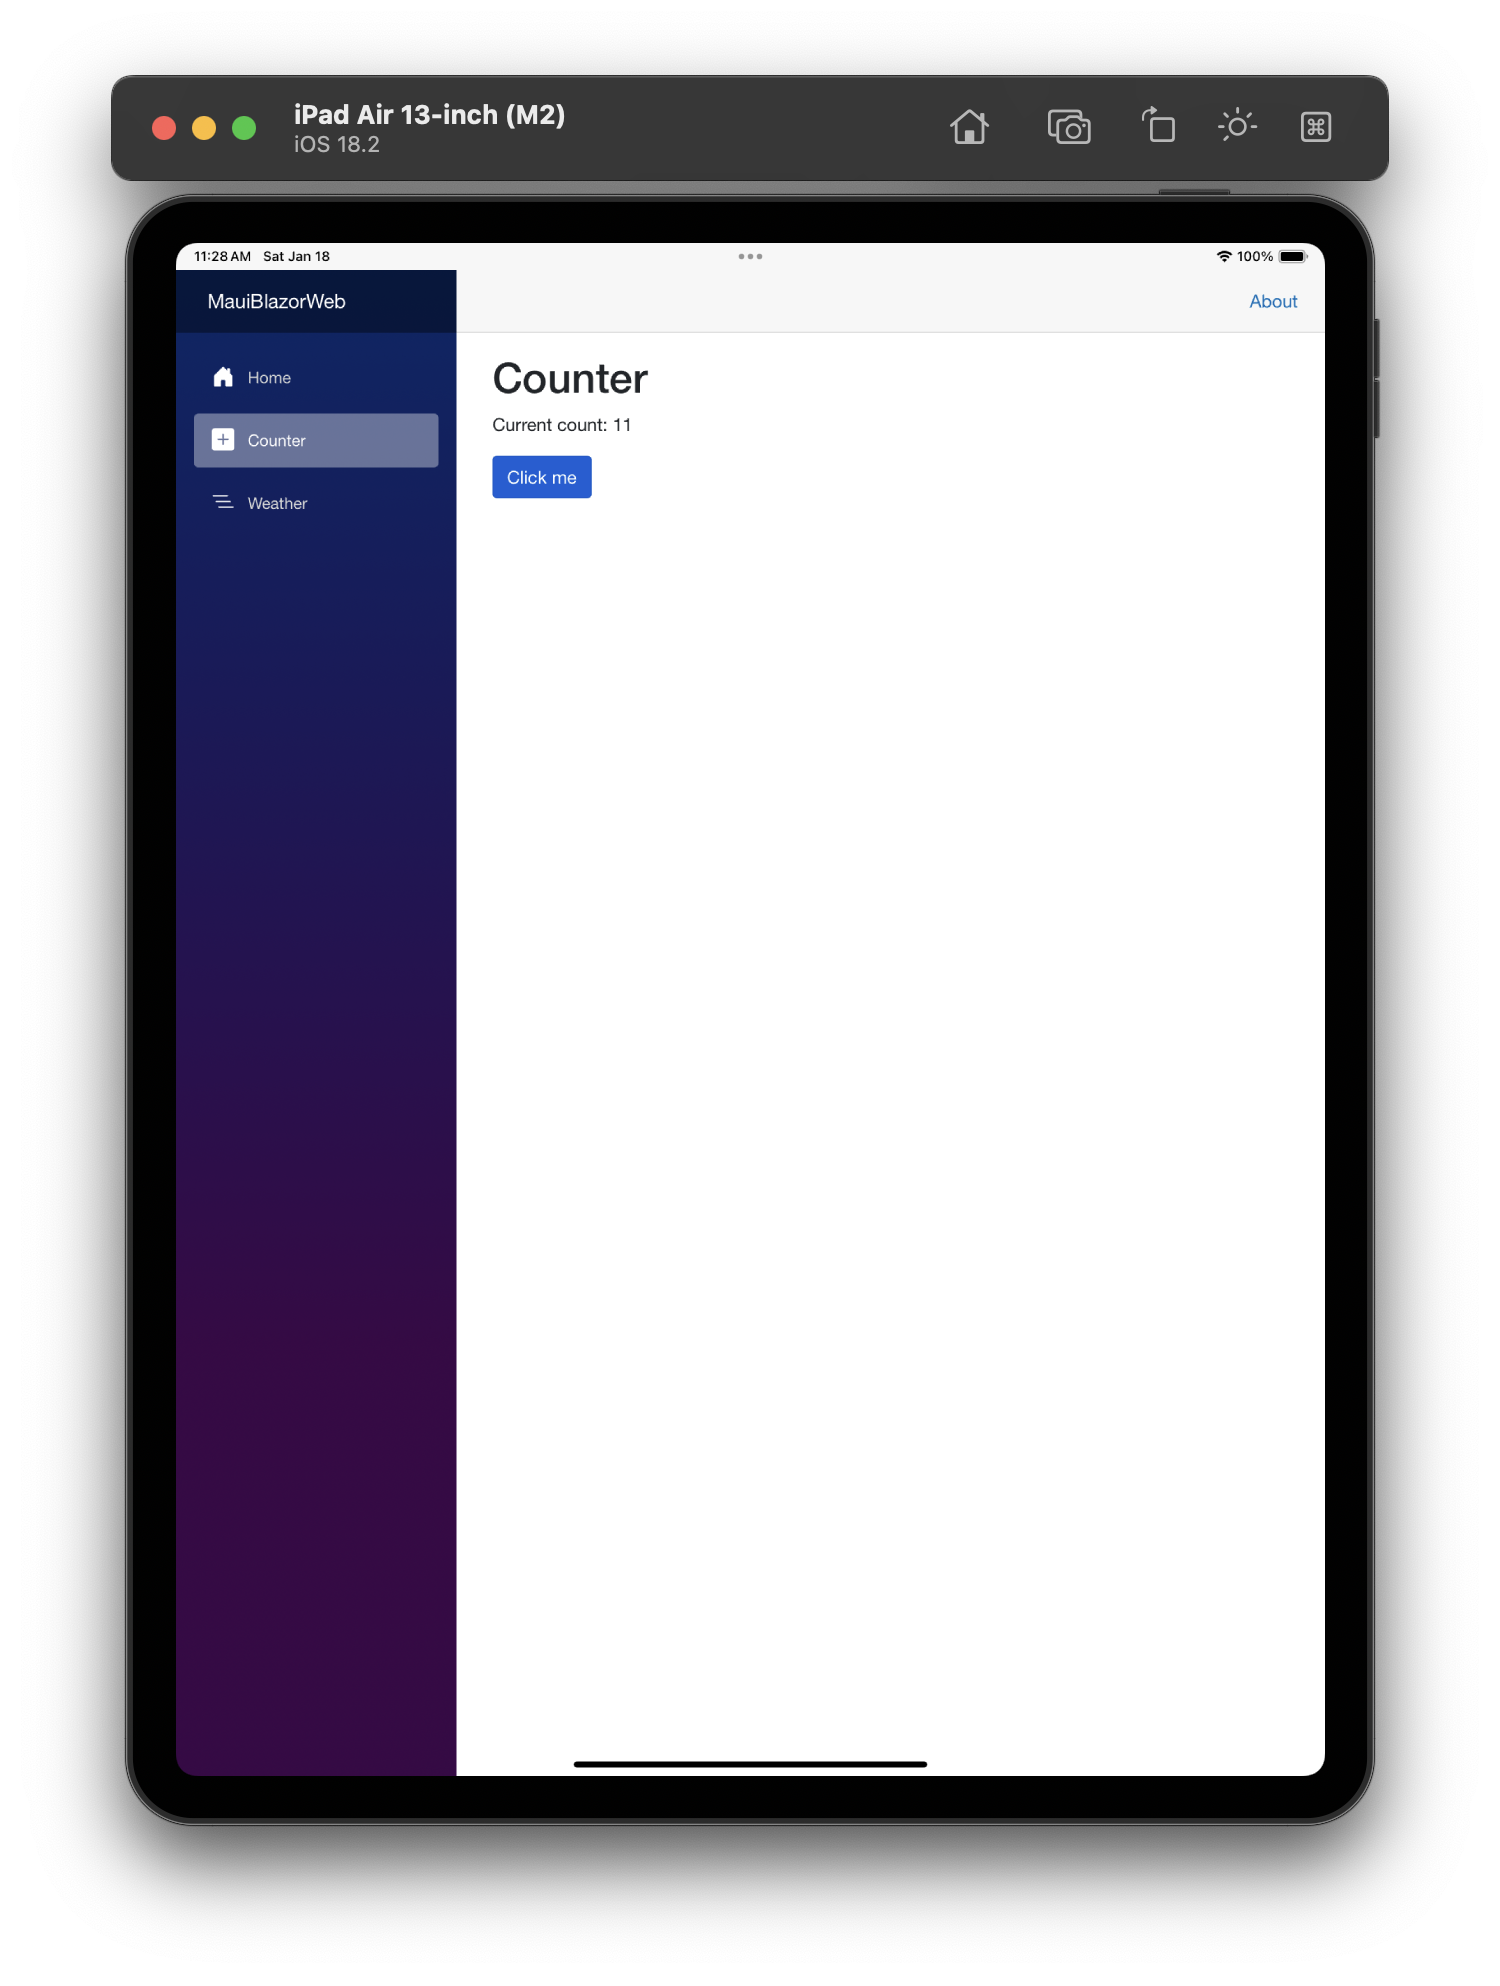 iPad Air 13-inch (M2)
iOS 18.2
11:28 AM Sat Jan 18
100%
MauiBlazorWeb
About
Home
Counter
Weather
Counter
Current count: 11
Click me